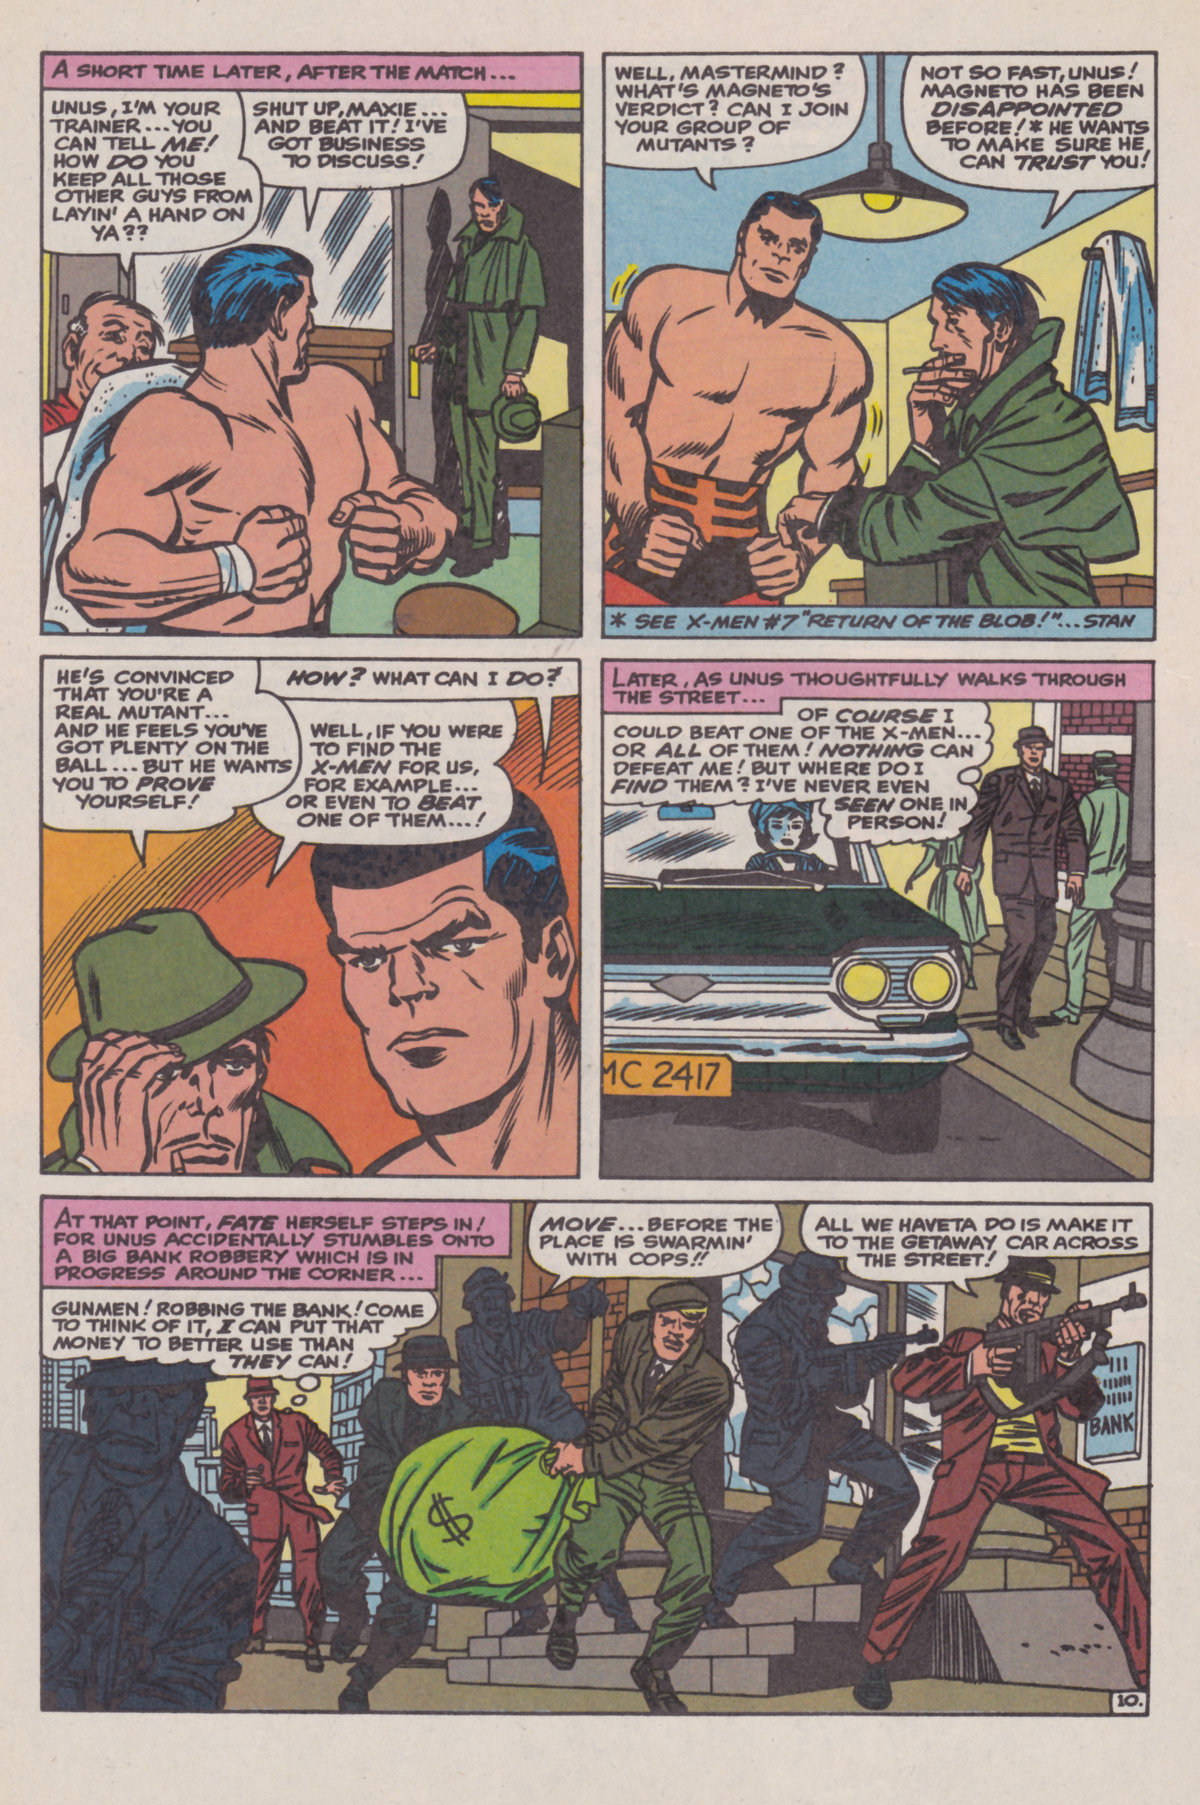 A SHORT TIME LATER, AFTER THE MATCH...
UNUS, I'M YOUR
TRAINER...YOU
CAN TELL ME!
HOW DO YOU
KEEP ALL THOSE
OTHER GUYS FROM
LAYIN' A HAND ON
YA??
SHUT UP, MAXIE...
AND BEAT IT! I'VE
GOT BUSINESS
TO DISCUSS!
WELL, MASTERMIND?
WHAT'S MAGNETO'S
VERDICT? CAN I JOIN
YOUR GROUP OF
MUTANTS?
NOT SO FAST, UNUS!
MAGNETO HAS BEEN
DISAPPOINTED
BEFORE!* HE WANTS
TO MAKE SURE HE
CAN TRUST YOU!
* SEE X-MEN #7 "RETURN OF THE BLOB!"...STAN
HE'S CONVINCED
THAT YOU'RE A
REAL MUTANT...
AND HE FEELS YOU'VE
GOT PLENTY ON THE
BALL...BUT HE WANTS
YOU TO PROVE
YOURSELF!
HOW? WHAT CAN I DO?
WELL, IF YOU WERE
TO FIND THE
X-MEN FOR US,
FOR EXAMPLE...
OR EVEN TO BEAT
ONE OF THEM...!
LATER, AS UNUS THOUGHTFULLY WALKS THROUGH
THE STREET...
OF COURSE I
COULD BEAT ONE OF THE X-MEN...
OR ALL OF THEM! NOTHING CAN
DEFEAT ME! BUT WHERE DO I
FIND THEM? I'VE NEVER EVEN
SEEN ONE IN
PERSON!
MC 2417
AT THAT POINT, FATE HERSELF STEPS IN!
FOR UNUS ACCIDENTALLY STUMBLES ONTO
A BIG BANK ROBBERY WHICH IS IN
PROGRESS AROUND THE CORNER...
GUNMEN! ROBBING THE BANK! COME
TO THINK OF IT, I CAN PUT THAT
MONEY TO BETTER USE THAN
THEY CAN!
MOVE...BEFORE THE
PLACE IS SWARMIN'
WITH COPS!!
ALL WE HAVETA DO IS MAKE IT
TO THE GETAWAY CAR ACROSS
THE STREET!
$
BANK
10.